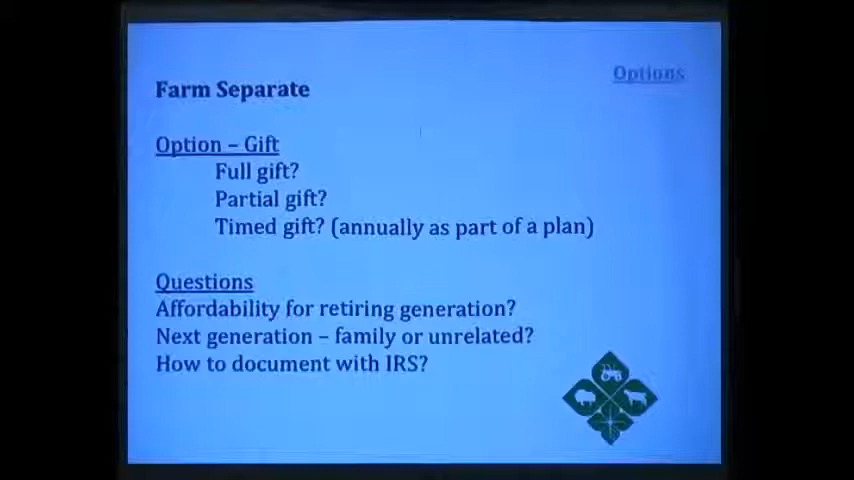 Options
Farm Separate
Option – Gift
Full gift?
Partial gift?
Timed gift? (annually as part of a plan)
Questions
Affordability for retiring generation?
Next generation – family or unrelated?
How to document with IRS?